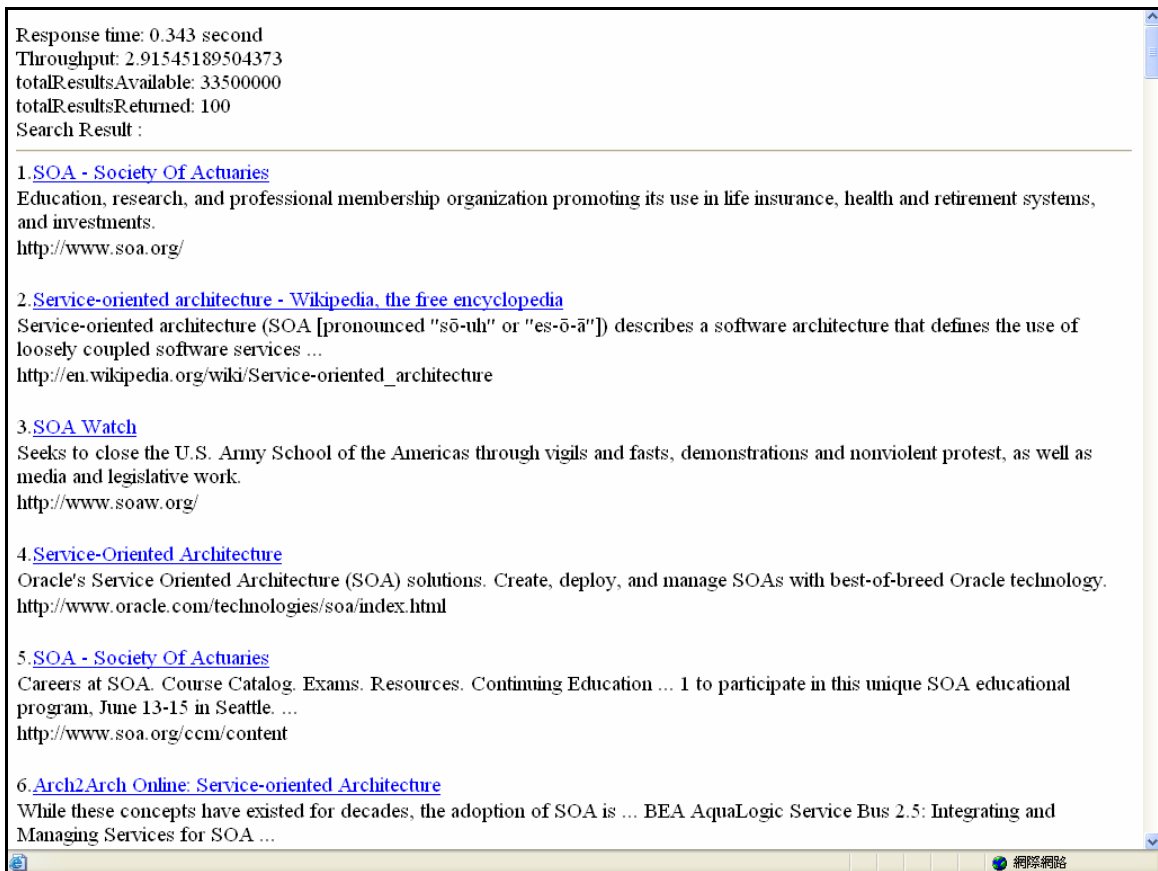 Response time: 0.343 second
Throughput: 2.91545189504373
totalResultsAvailable: 33500000
totalResultsReturned: 100
Search Result :
1.SOA - Society Of Actuaries
Education, research, and professional membership organization promoting its use in life insurance, health and retirement systems,
and investments.
http://www.soa.org/
2.Service-oriented architecture - Wikipedia, the free encyclopedia
Service-oriented architecture (SOA [pronounced "sō-uh" or "es-ō-ā"]) describes a software architecture that defines the use of
loosely coupled software services ...
http://en.wikipedia.org/wiki/Service-oriented_architecture
3.SOA Watch
Seeks to close the U.S. Army School of the Americas through vigils and fasts, demonstrations and nonviolent protest, as well as
media and legislative work.
http://www.soaw.org/
4.Service-Oriented Architecture
Oracle's Service Oriented Architecture (SOA) solutions. Create, deploy, and manage SOAs with best-of-breed Oracle technology.
http://www.oracle.com/technologies/soa/index.html
5.SOA - Society Of Actuaries
Careers at SOA. Course Catalog. Exams. Resources. Continuing Education ... 1 to participate in this unique SOA educational
program, June 13-15 in Seattle. ...
http://www.soa.org/ccm/content
6.Arch2Arch Online: Service-oriented Architecture
While these concepts have existed for decades, the adoption of SOA is ... BEA AquaLogic Service Bus 2.5: Integrating and
Managing Services for SOA ...
網際網路